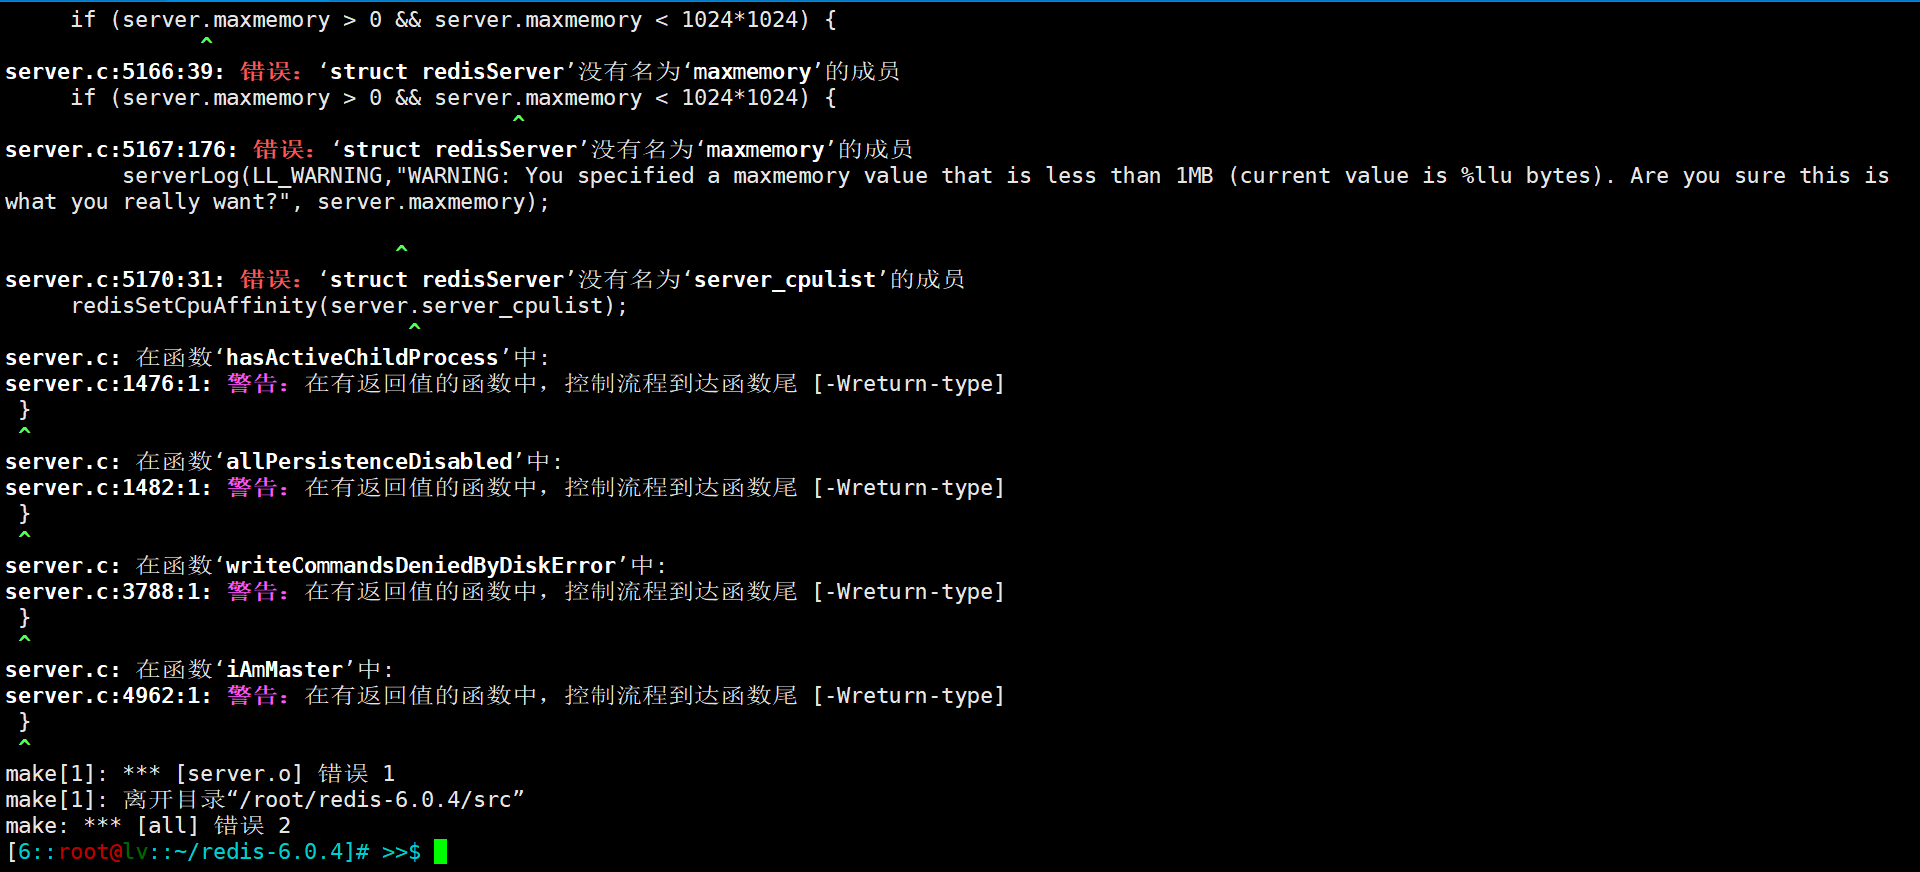 if (server.maxmemory > 0 && server.maxmemory < 1024*1024) {
^
server.c:5166:39: 错误：‘struct redisServer’没有名为‘maxmemory’的成员
if (server.maxmemory > 0 && server.maxmemory < 1024*1024) {
^
server.c:5167:176: 错误：‘struct redisServer’没有名为‘maxmemory’的成员
serverLog(LL_WARNING,"WARNING: You specified a maxmemory value that is less than 1MB (current value is %llu bytes). Are you sure this is
what you really want?", server.maxmemory);
^
server.c:5170:31: 错误：‘struct redisServer’没有名为‘server_cpulist’的成员
redisSetCpuAffinity(server.server_cpulist);
^
server.c: 在函数‘hasActiveChildProcess’中:
server.c:1476:1: 警告：在有返回值的函数中，控制流程到达函数尾 [-Wreturn-type]
}
^
server.c: 在函数‘allPersistenceDisabled’中:
server.c:1482:1: 警告：在有返回值的函数中，控制流程到达函数尾 [-Wreturn-type]
}
^
server.c: 在函数‘writeCommandsDeniedByDiskError’中:
server.c:3788:1: 警告：在有返回值的函数中，控制流程到达函数尾 [-Wreturn-type]
}
^
server.c: 在函数‘iAmMaster’中:
server.c:4962:1: 警告：在有返回值的函数中，控制流程到达函数尾 [-Wreturn-type]
}
^
make[1]: *** [server.o] 错误 1
make[1]: 离开目录“/root/redis-6.0.4/src”
make: *** [all] 错误 2
[6::root@lv::~/redis-6.0.4]# >>$